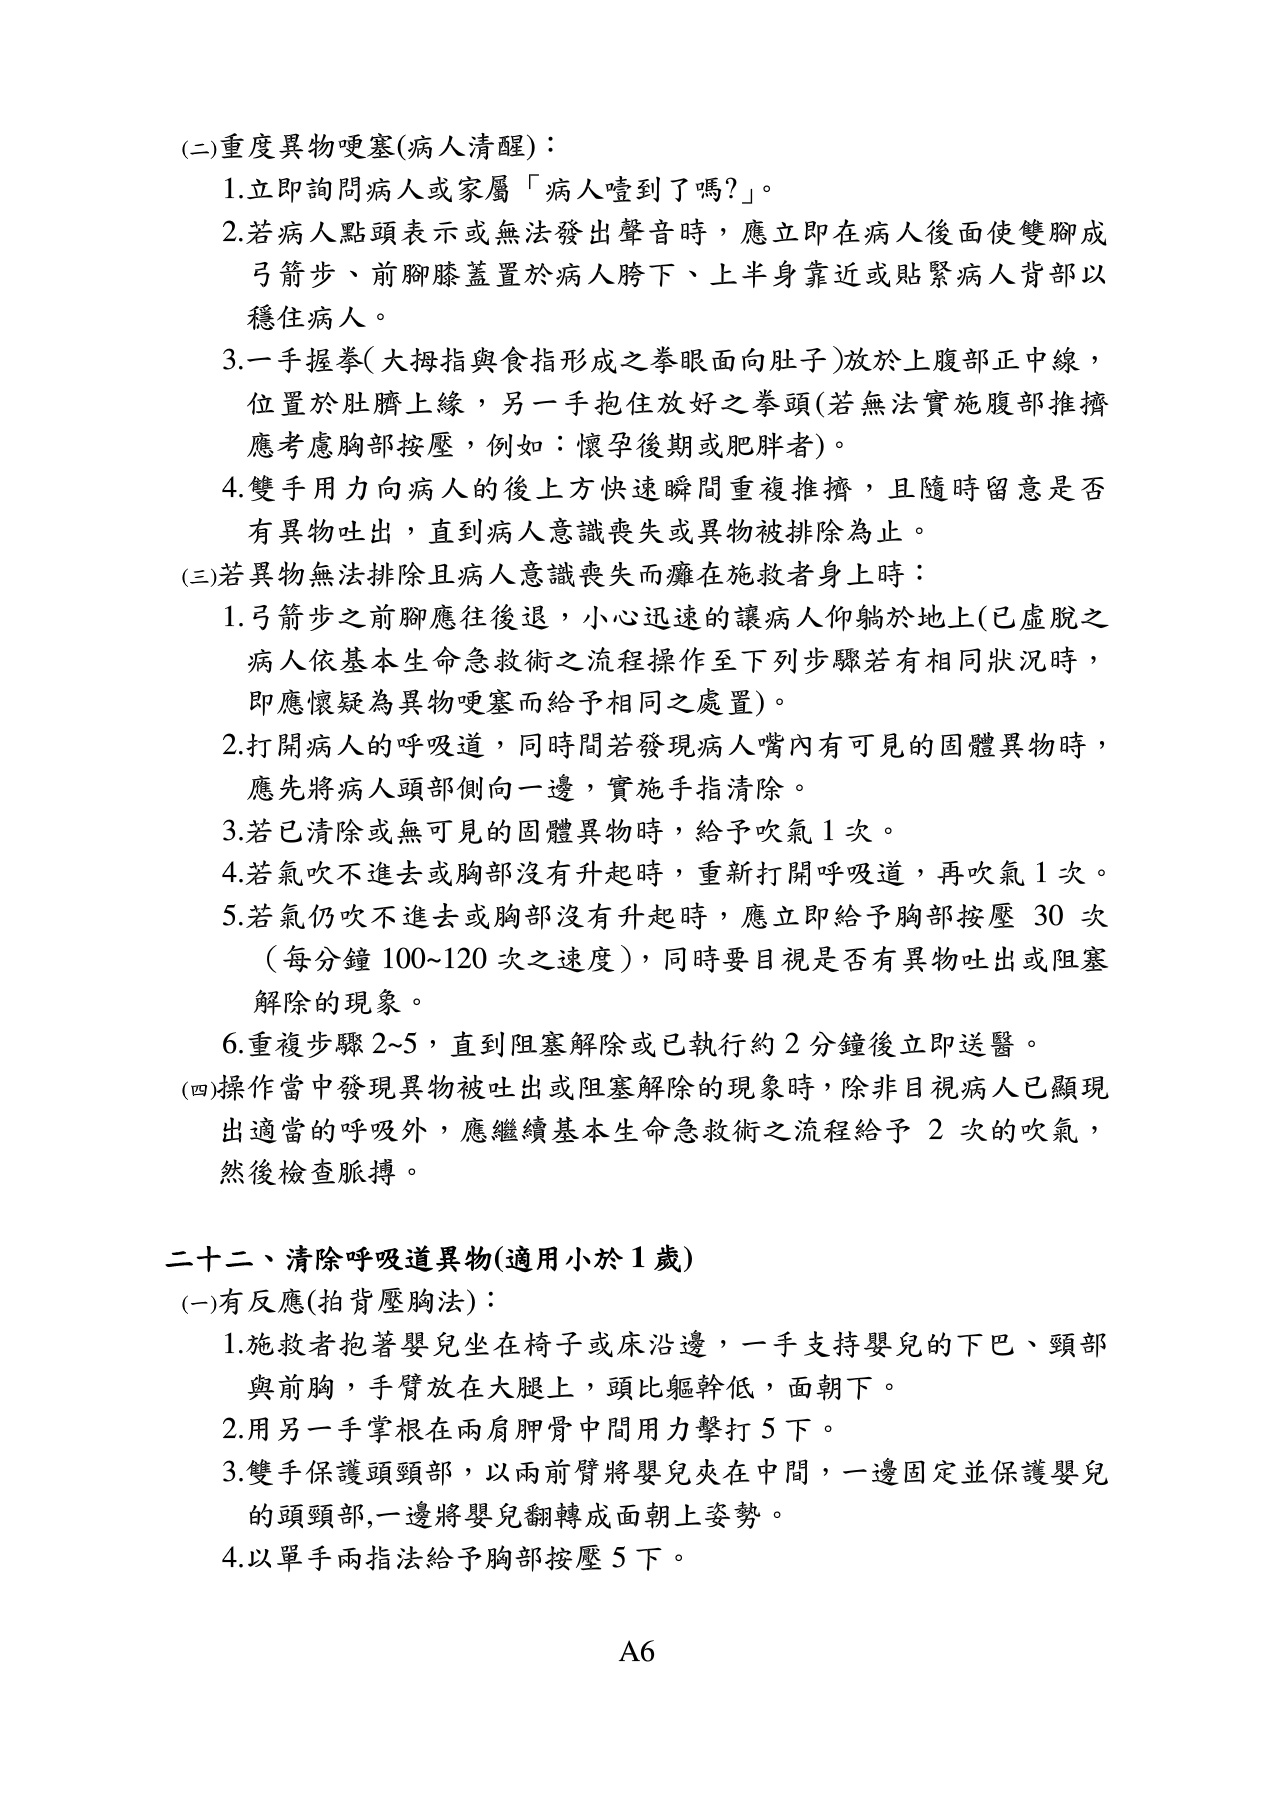 (二)重度異物哽塞(病人清醒)：
1.立即詢問病人或家屬「病人噎到了嗎?」。
2.若病人點頭表示或無法發出聲音時，應立即在病人後面使雙腳成
弓箭步、前腳膝蓋置於病人胯下、上半身靠近或貼緊病人背部以
穩住病人。
3.一手握拳(大拇指與食指形成之拳眼面向肚子)放於上腹部正中線，
位置於肚臍上緣，另一手抱住放好之拳頭(若無法實施腹部推擠
應考慮胸部按壓，例如：懷孕後期或肥胖者)。
4.雙手用力向病人的後上方快速瞬間重複推擠，且隨時留意是否
有異物吐出，直到病人意識喪失或異物被排除為止。
(三)若異物無法排除且病人意識喪失而癱在施救者身上時：
1.弓箭步之前腳應往後退，小心迅速的讓病人仰躺於地上(已虛脫之
病人依基本生命急救術之流程操作至下列步驟若有相同狀況時，
即應懷疑為異物哽塞而給予相同之處置)。
2.打開病人的呼吸道，同時間若發現病人嘴內有可見的固體異物時，
應先將病人頭部側向一邊，實施手指清除。
3.若已清除或無可見的固體異物時，給予吹氣 1 次。
4.若氣吹不進去或胸部沒有升起時，重新打開呼吸道，再吹氣 1 次。
5.若氣仍吹不進去或胸部沒有升起時，應立即給予胸部按壓 30 次
（每分鐘 100~120 次之速度），同時要目視是否有異物吐出或阻塞
解除的現象。
6.重複步驟 2~5，直到阻塞解除或已執行約 2 分鐘後立即送醫。
(四)操作當中發現異物被吐出或阻塞解除的現象時，除非目視病人已顯現
出適當的呼吸外，應繼續基本生命急救術之流程給予 2 次的吹氣，
然後檢查脈搏。
二十二、清除呼吸道異物(適用小於 1 歲)
(一)有反應(拍背壓胸法)：
1.施救者抱著嬰兒坐在椅子或床沿邊，一手支持嬰兒的下巴、頸部
與前胸，手臂放在大腿上，頭比軀幹低，面朝下。
2.用另一手掌根在兩肩胛骨中間用力擊打 5 下。
3.雙手保護頭頸部，以兩前臂將嬰兒夾在中間，一邊固定並保護嬰兒
的頭頸部,一邊將嬰兒翻轉成面朝上姿勢。
4.以單手兩指法給予胸部按壓 5 下。
A6